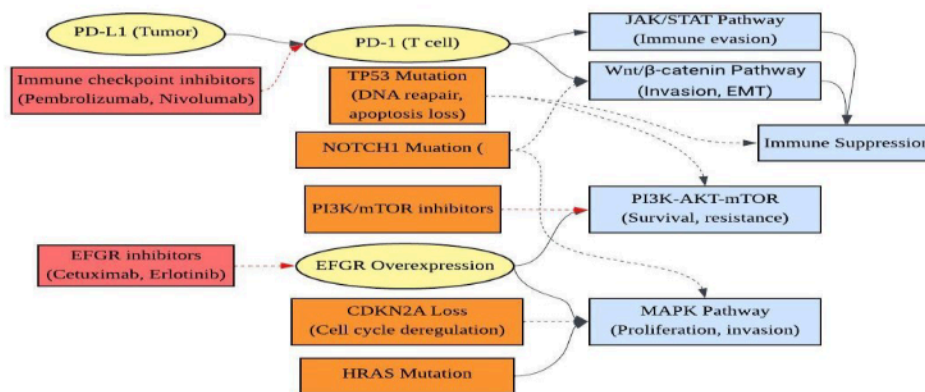 PD-L1 (Tumor)
PD-1 (T cell)
JAK/STAT Pathway
(Immune evasion)
Immune checkpoint inhibitors
(Pembrolizumab, Nivolumab)
TP53 Mutation
(DNA reapair,
apoptosis loss)
Wnt/β-catenin Pathway
(Invasion, EMT)
NOTCH1 Muation (
Immune Suppression
PI3K/mTOR inhibitors
PI3K-AKT-mTOR
(Survival, resistance)
EFGR inhibitors
(Cetuximab, Erlotinib)
EFGR Overexpression
CDKN2A Loss
(Cell cycle deregulation)
MAPK Pathway
(Proliferation, invasion)
HRAS Mutation